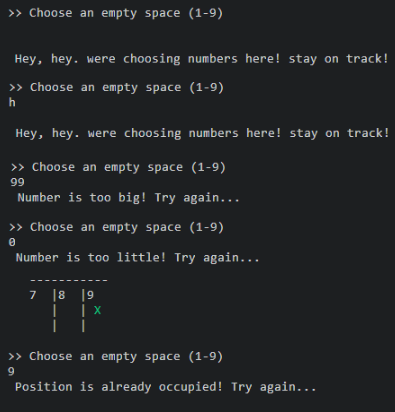 >> Choose an empty space (1-9)
Hey, hey. were choosing numbers here! stay on track!
>> Choose an empty space (1-9)
h
Hey, hey. were choosing numbers here! stay on track!
>> Choose an empty space (1-9)
99
Number is too big! Try again...
>> Choose an empty space (1-9)
0
Number is too little! Try again...
-----------
7 |8 |9
| | X
| |
>> Choose an empty space (1-9)
9
Position is already occupied! Try again...